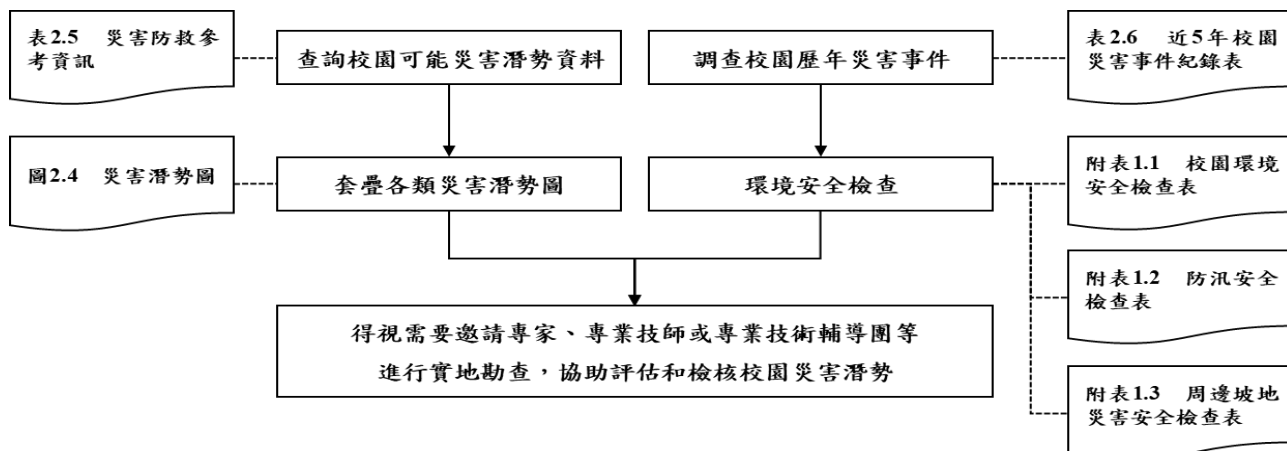 表2.5 災害防救參
考資訊
查詢校園可能災害潛勢資料
調查校園歷年災害事件
表2.6 近5年校園
災害事件紀錄表
圖2.4 災害潛勢圖
套疊各類災害潛勢圖
環境安全檢查
附表1.1 校園環境
安全檢查表
附表1.2 防汛安全
檢查表
得視需要邀請專家、專業技師或專業技術輔導團等
進行實地勘查，協助評估和檢核校園災害潛勢
附表1.3 周邊坡地
災害安全檢查表